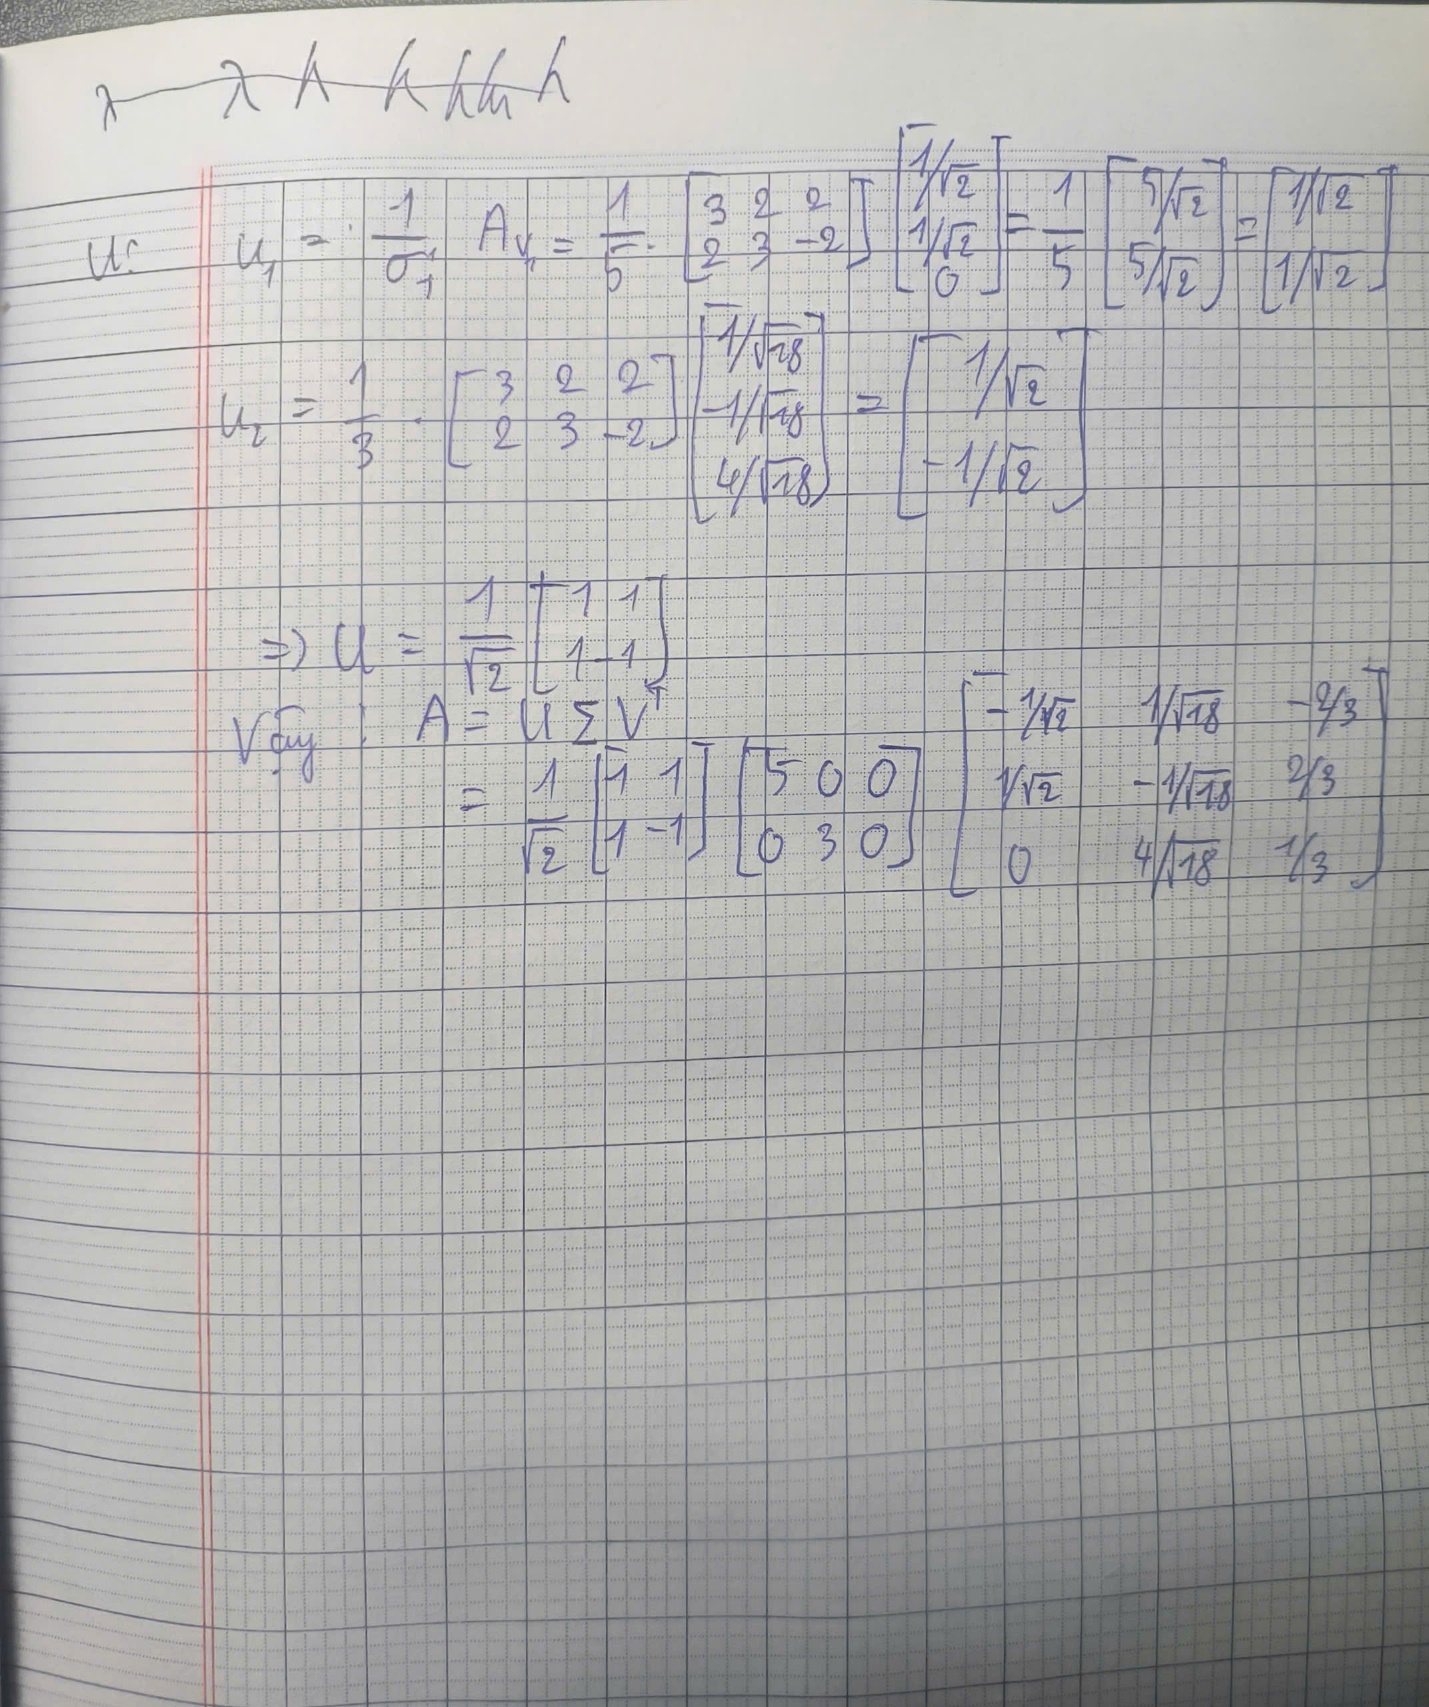 λ λ h h h h h
U: u₁ = 1/σ₁ Av₁ = 1/5 · [3 2 2; 2 3 -2] [1/√2; 1/√2; 0] = 1/5 [5/√2; 5/√2] = [1/√2; 1/√2]
u₂ = 1/3 · [3 2 2; 2 3 -2] [1/√18; -1/√18; 4/√18] = [1/√2; -1/√2]
=> U = 1/√2 [1 1; 1 -1]
Vậy : A = U Σ Vᵀ
= 1/√2 [1 1; 1 -1] [5 0 0; 0 3 0] [-1/√2 1/√18 -2/3; 1/√2 -1/√18 2/3; 0 4/√18 1/3]